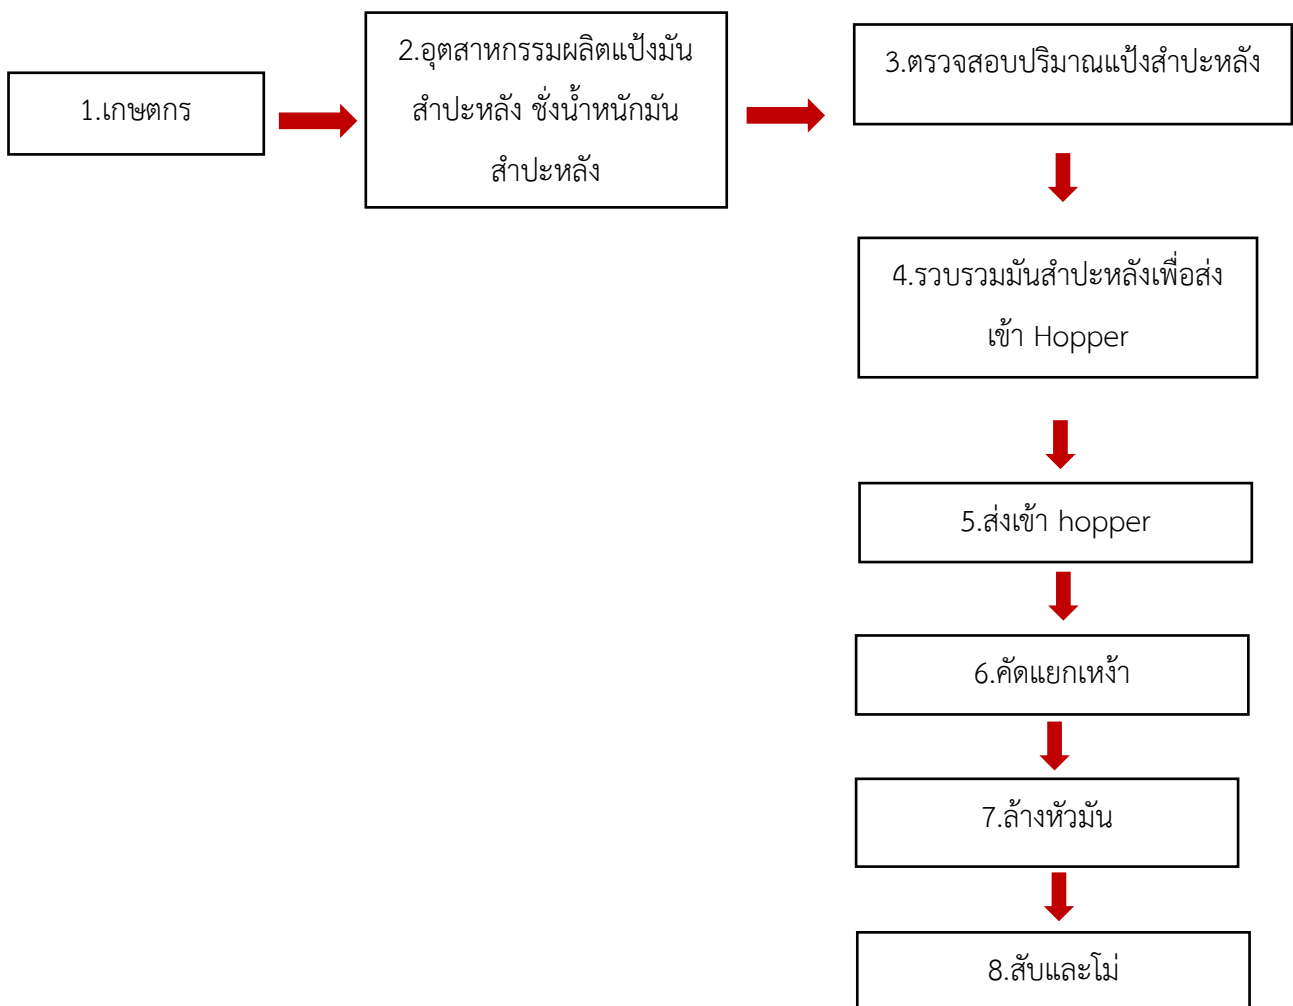 1.เกษตกร
2.อุตสาหกรรมผลิตแป้งมัน
สำปะหลัง ชั่งน้ำหนักมัน
สำปะหลัง
3.ตรวจสอบปริมาณแป้งสำปะหลัง
4.รวบรวมมันสำปะหลังเพื่อส่ง
เข้า Hopper
5.ส่งเข้า hopper
6.คัดแยกเหง้า
7.ล้างหัวมัน
8.สับและโม่